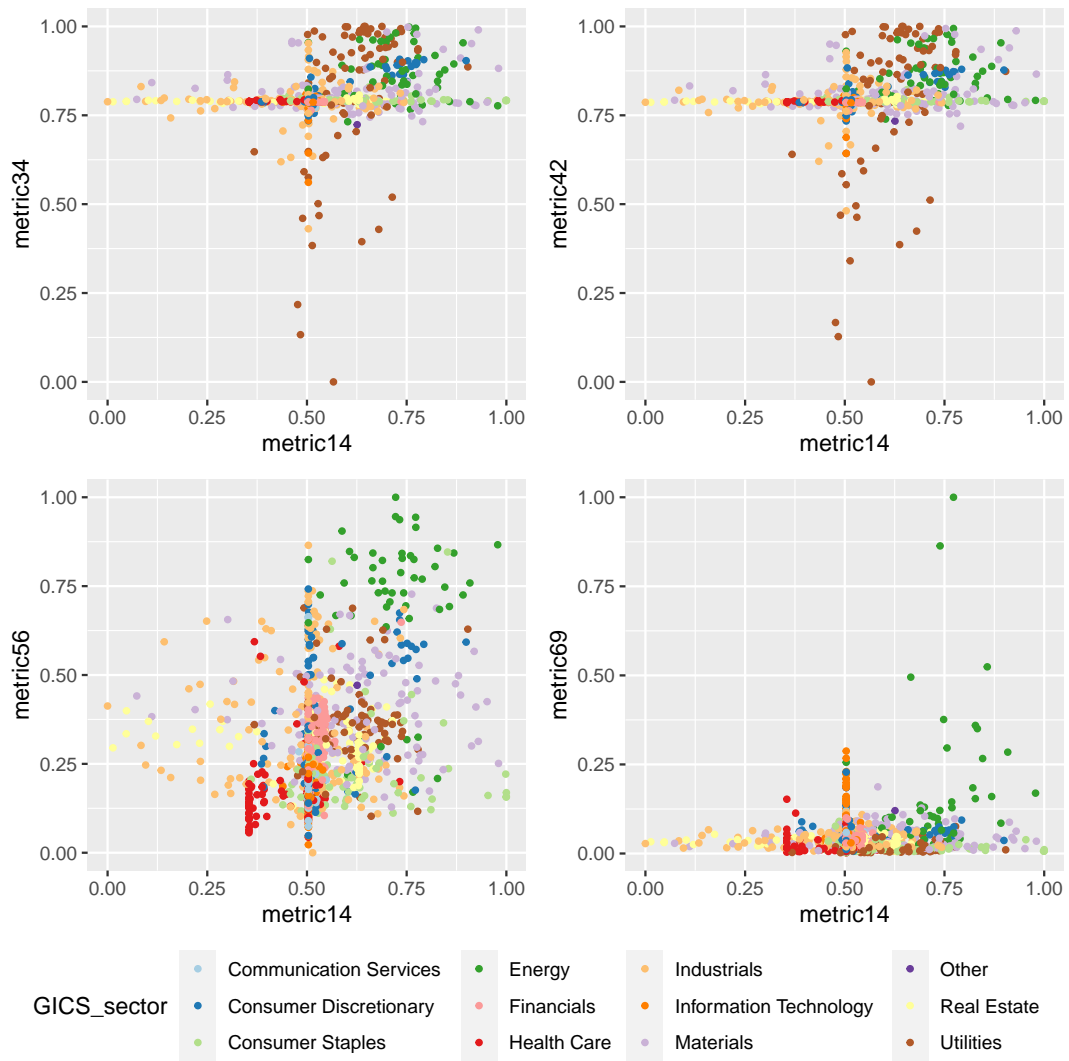 1.00
0.75
0.50
0.25
0.00
metric34
0.00 0.25 0.50 0.75 1.00
metric14
1.00
0.75
0.50
0.25
0.00
metric42
0.00 0.25 0.50 0.75 1.00
metric14
1.00
0.75
0.50
0.25
0.00
metric56
0.00 0.25 0.50 0.75 1.00
metric14
1.00
0.75
0.50
0.25
0.00
metric69
0.00 0.25 0.50 0.75 1.00
metric14
GICS_sector
Communication Services
Consumer Discretionary
Consumer Staples
Energy
Financials
Health Care
Industrials
Information Technology
Materials
Other
Real Estate
Utilities